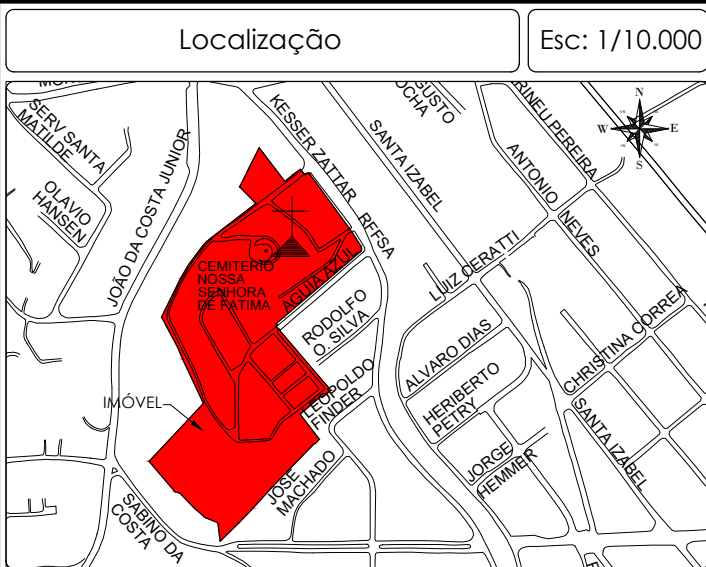 Localização
Esc: 1/10.000
SERV SANTA
MATILDE
OLAVIO
HANSEN
JOÃO DA COSTA JUNIOR
KESSER ZATTAR
RFFSA
SANTA IZABEL
ANTONIO
NEVES
N
W
E
S
LUIZ CERATTI
CEMITERIO
NOSSA
SENHORA
DE FATIMA
AGUIA AZUL
RODOLFO
O. SILVA
ALVARO DIAS
CHRISTINA CORREA
HERIBERTO
PETRY
LEOPOLDO
FINDER
IMÓVEL
SANTA IZABEL
JORGE
HEMMER
JOSE
MACHADO
SABINO DA
COSTA